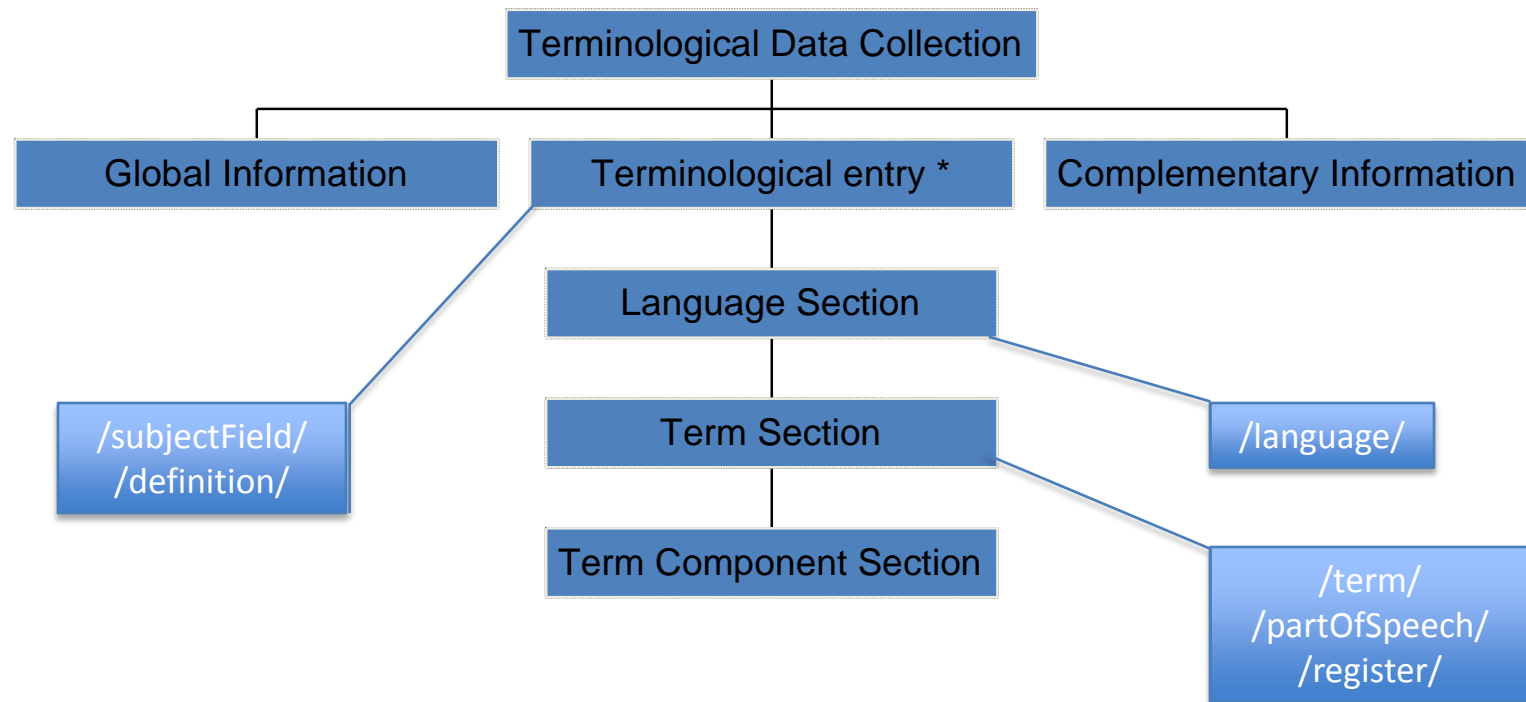 Terminological Data Collection
Global Information
Terminological entry *
Complementary Information
Language Section
/subjectField/
/definition/
Term Section
/language/
Term Component Section
/term/
/partOfSpeech/
/register/